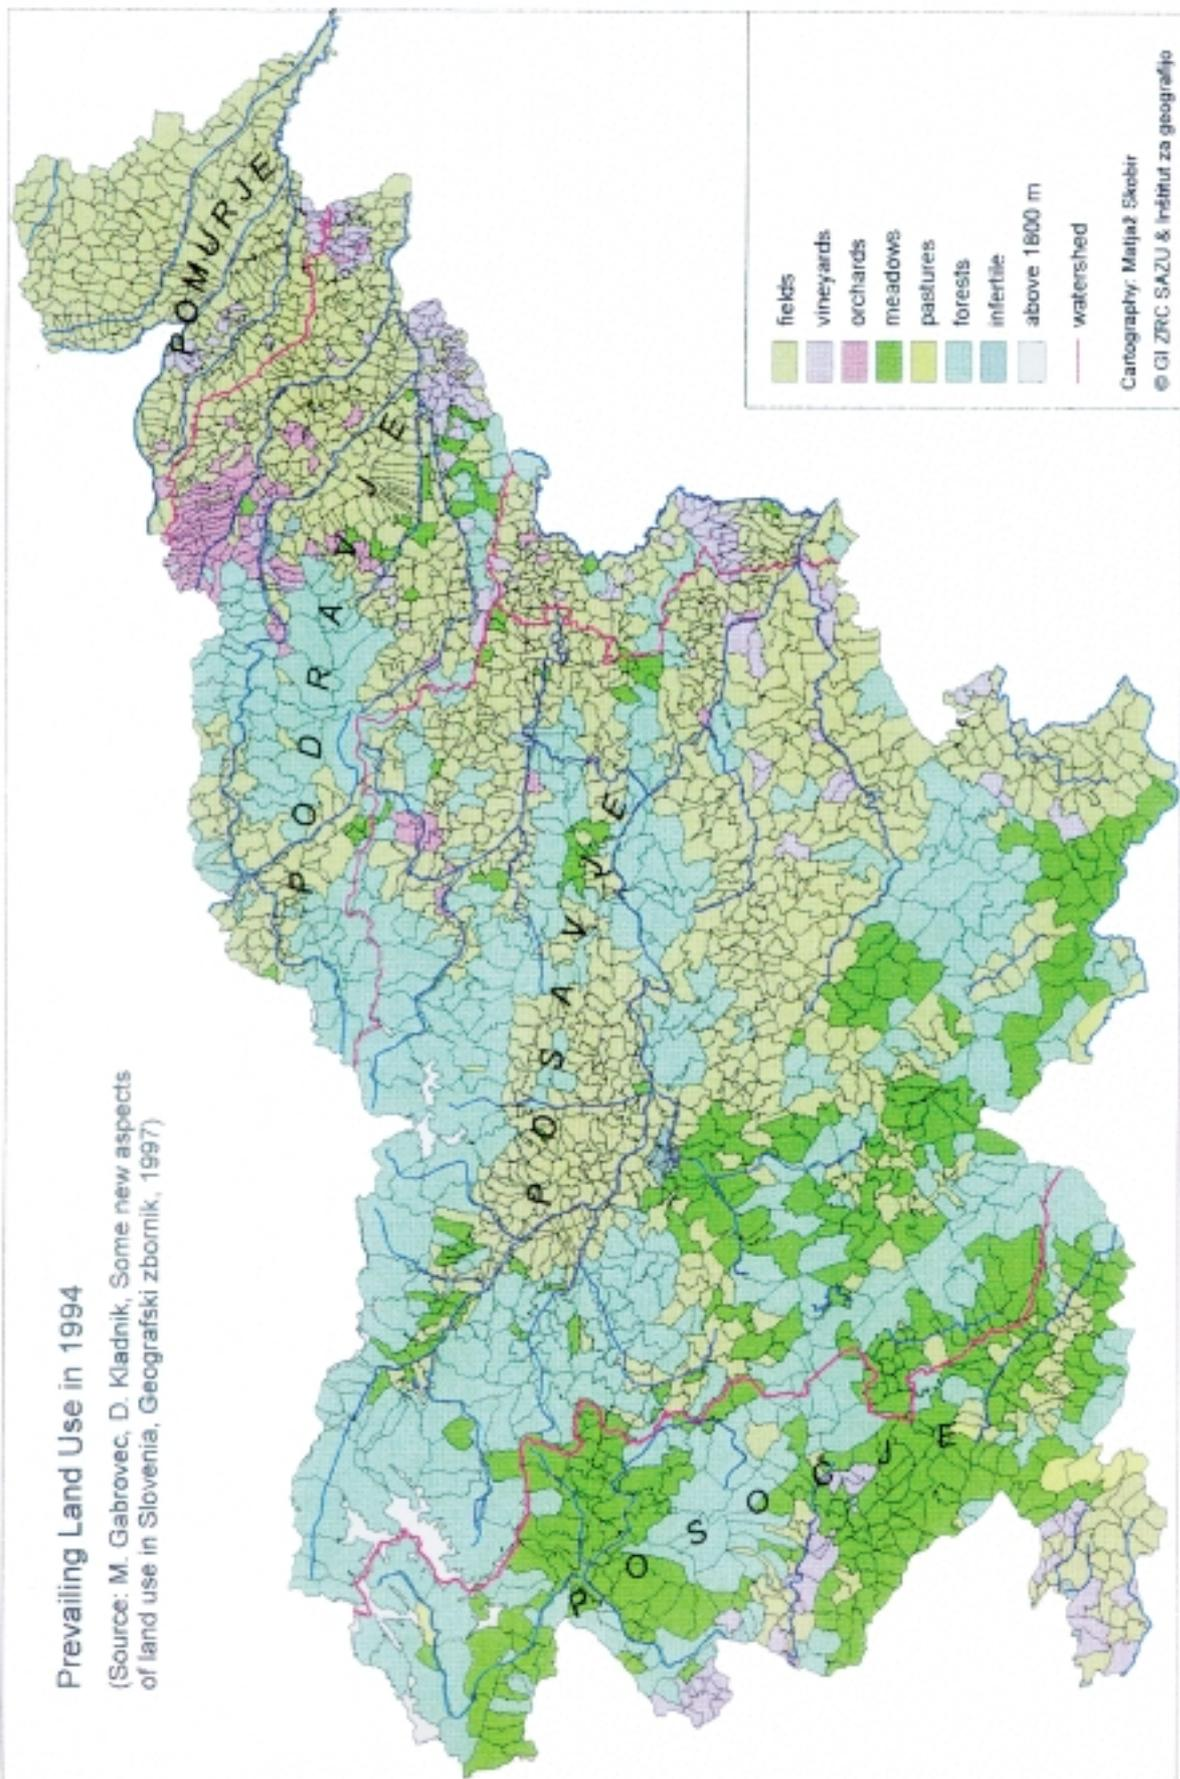 Prevailing Land Use in 1994
(Source: M. Gabrovec, D. Kladnik, Some new aspects
of land use in Slovenia, Geografski zbornik, 1997)
POMURJE
PODRAVJE
POSAVJE
POSOČJE
fields
vineyards
orchards
meadows
pastures
forests
infertile
above 1800 m
watershed
Cartography: Matjaž Skobir
© GI ZRC SAZU & Inštitut za geografijo